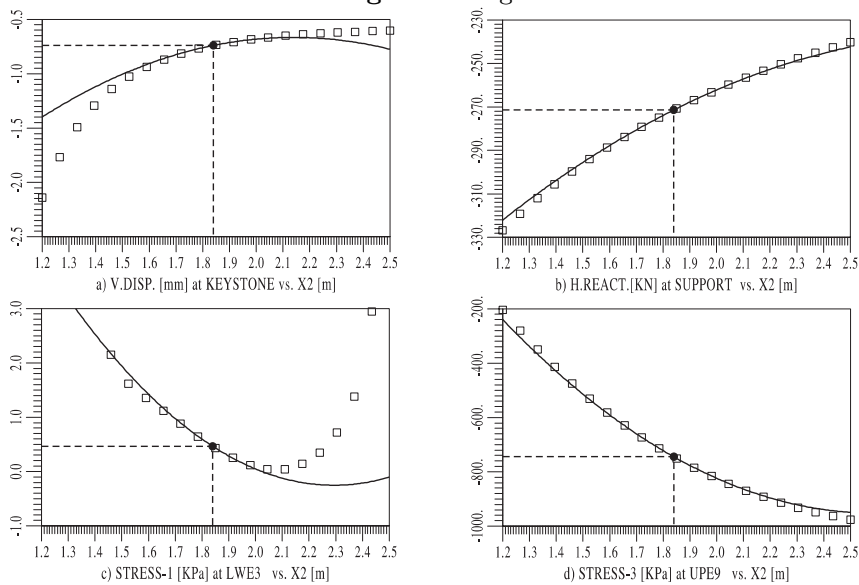 -0.5
-1.0
-1.5
-2.0
-2.5
1.2 1.3 1.4 1.5 1.6 1.7 1.8 1.9 2.0 2.1 2.2 2.3 2.4 2.5
a) V.DISP. [mm] at KEYSTONE vs. X2 [m]
-230.
-250.
-270.
-290.
-310.
-330.
1.2 1.3 1.4 1.5 1.6 1.7 1.8 1.9 2.0 2.1 2.2 2.3 2.4 2.5
b) H.REACT.[KN] at SUPPORT vs. X2 [m]
3.0
2.0
1.0
0.0
-1.0
1.2 1.3 1.4 1.5 1.6 1.7 1.8 1.9 2.0 2.1 2.2 2.3 2.4 2.5
c) STRESS-1 [KPa] at LWE3 vs. X2 [m]
-200.
-400.
-600.
-800.
-1000.
1.2 1.3 1.4 1.5 1.6 1.7 1.8 1.9 2.0 2.1 2.2 2.3 2.4 2.5
d) STRESS-3 [KPa] at UPE9 vs. X2 [m]